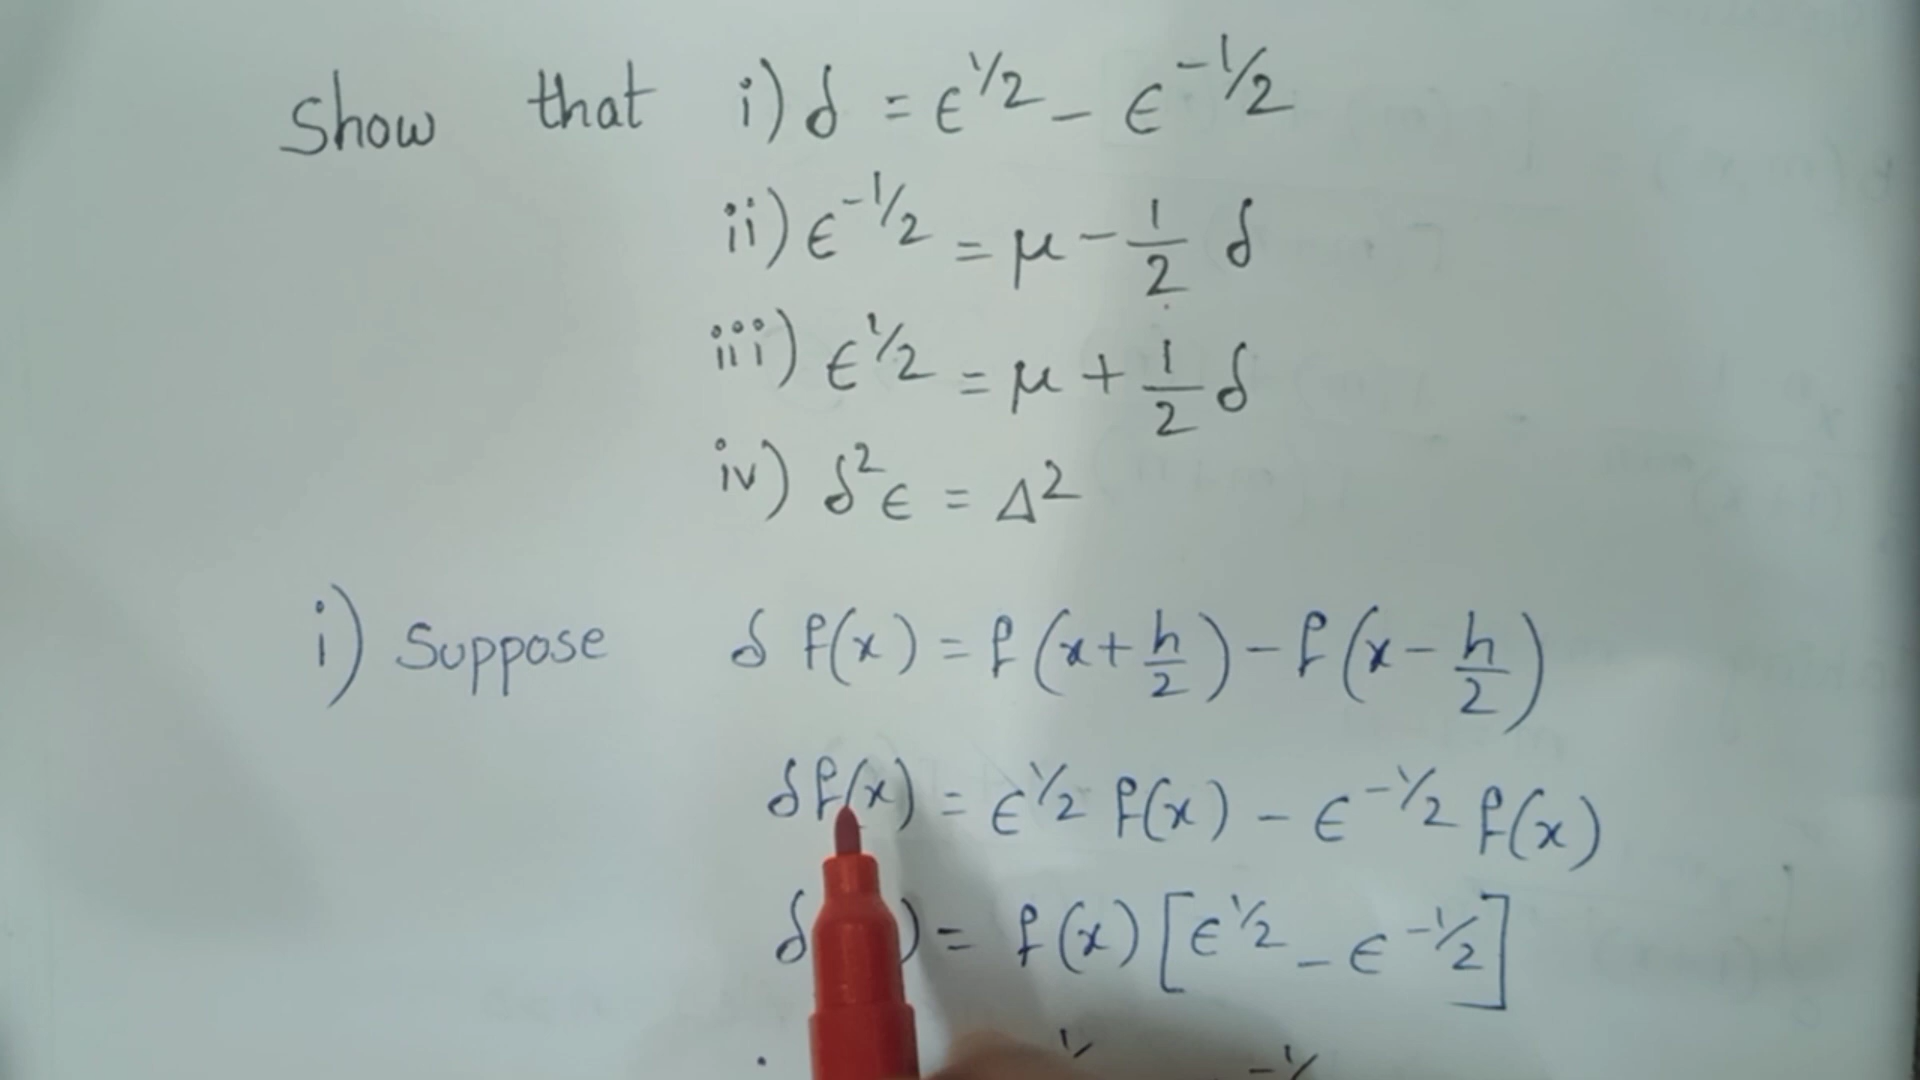 Show that i) δ = ϵ^1/2 - ϵ^-1/2
ii) ϵ^-1/2 = μ - 1/2 δ
iii) ϵ^1/2 = μ + 1/2 δ
iv) δ^2 ϵ = Δ^2
i) Suppose δ f(x) = f(x + h/2) - f(x - h/2)
δf(x) = ϵ^1/2 f(x) - ϵ^-1/2 f(x)
δ ) = f(x) [ϵ^1/2 - ϵ^-1/2]